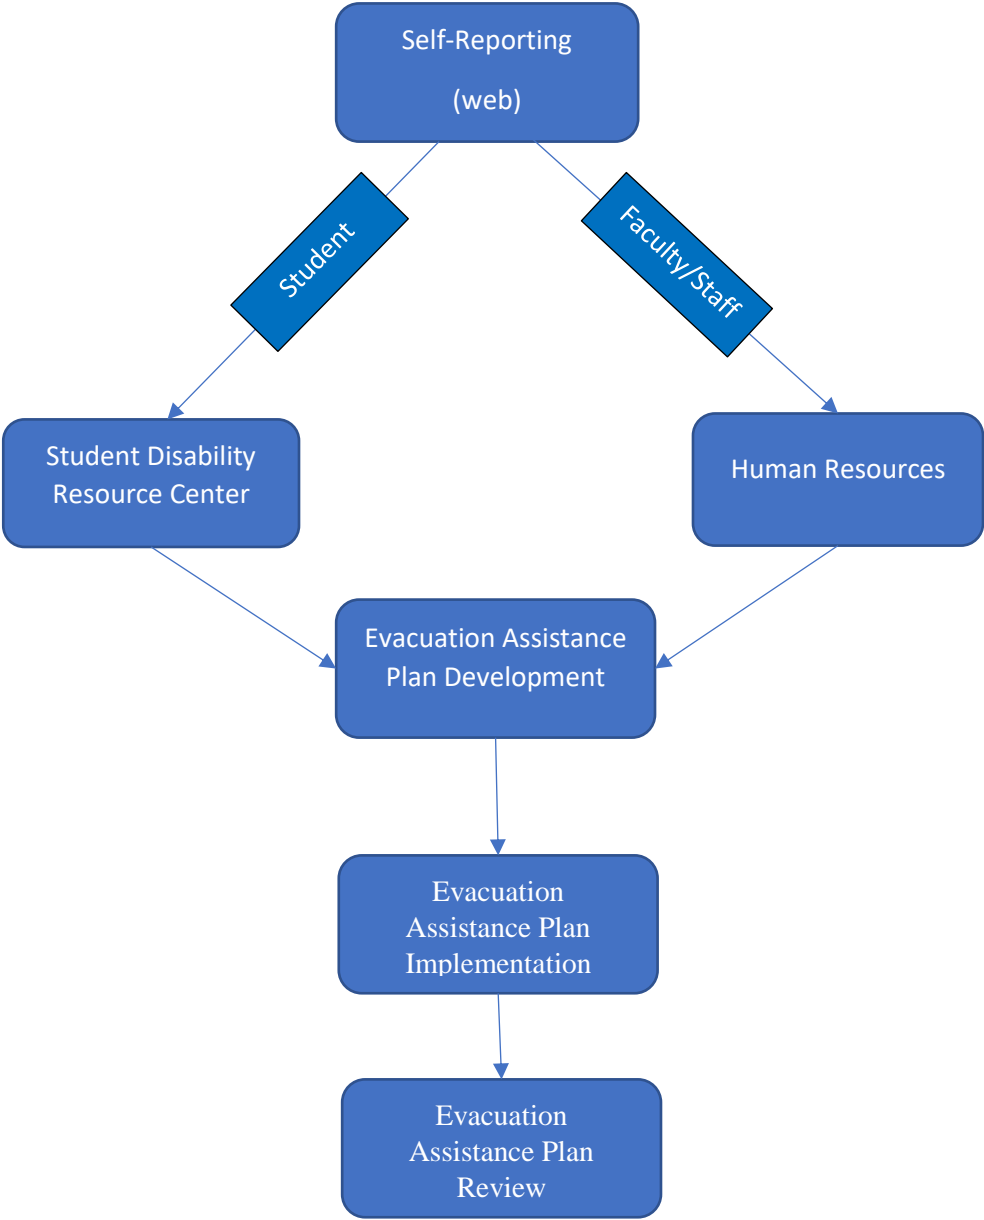 Self-Reporting
(web)
Student
Faculty/Staff
Student Disability
Resource Center
Human Resources
Evacuation Assistance
Plan Development
Evacuation
Assistance Plan
Implementation
Evacuation
Assistance Plan
Review